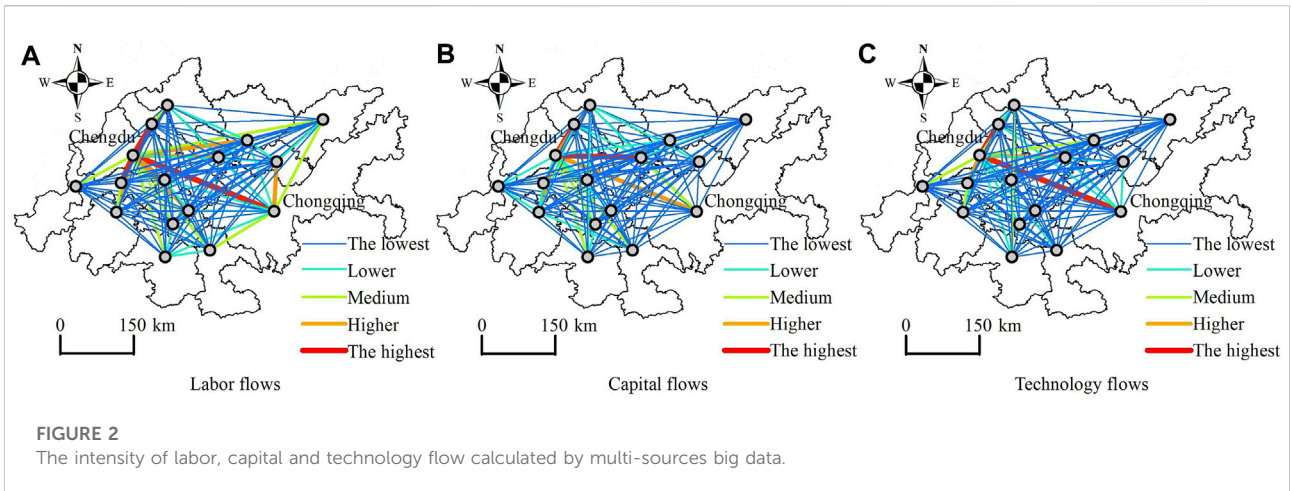 A
N
W
E
S
Chengdu
Chongqing
The lowest
Lower
Medium
Higher
The highest
0 150 km
Labor flows
B
N
W
E
S
Chengdu
Chongqing
The lowest
Lower
Medium
Higher
The highest
0 150 km
Capital flows
C
N
W
E
S
Chengdu
Chongqing
The lowest
Lower
Medium
Higher
The highest
0 150 km
Technology flows
FIGURE 2
The intensity of labor, capital and technology flow calculated by multi-sources big data.